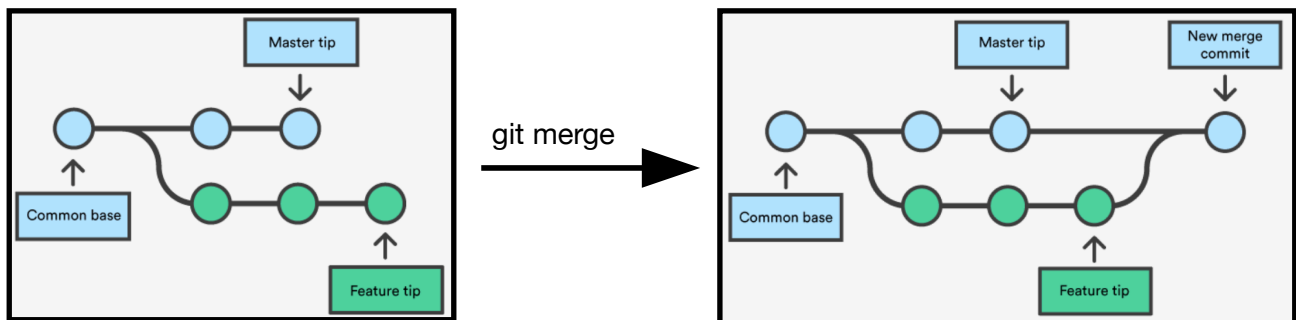 Master tip
Common base
Feature tip
git merge
Master tip
New merge
commit
Common base
Feature tip